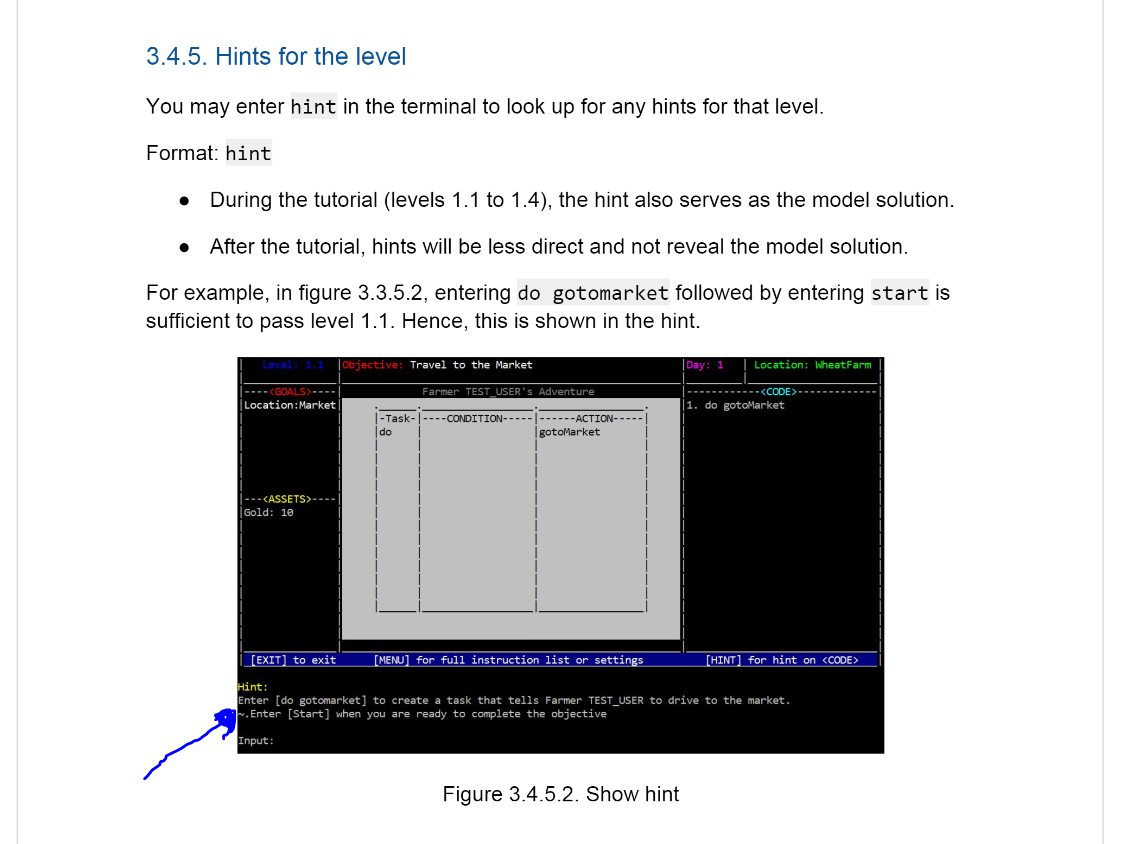 3.4.5. Hints for the level
You may enter hint in the terminal to look up for any hints for that level.
Format: hint
● During the tutorial (levels 1.1 to 1.4), the hint also serves as the model solution.
● After the tutorial, hints will be less direct and not reveal the model solution.
For example, in figure 3.3.5.2, entering do gotomarket followed by entering start is
sufficient to pass level 1.1. Hence, this is shown in the hint.
Level: 1.1 |Objective: Travel to the Market |Day: 1 | Location: WheatFarm |
|----<GOALS>----| Farmer TEST_USER's Adventure |------------<CODE>-------------|
|Location:Market| |1. do gotoMarket
|-Task-|----CONDITION-----|------ACTION-----|
|do | |gotoMarket
|---<ASSETS>----|
|Gold: 10
[EXIT] to exit [MENU] for full instruction list or settings [HINT] for hint on <CODE>
Hint:
Enter [do gotomarket] to create a task that tells Farmer TEST_USER to drive to the market.
~.Enter [Start] when you are ready to complete the objective
Input:
Figure 3.4.5.2. Show hint